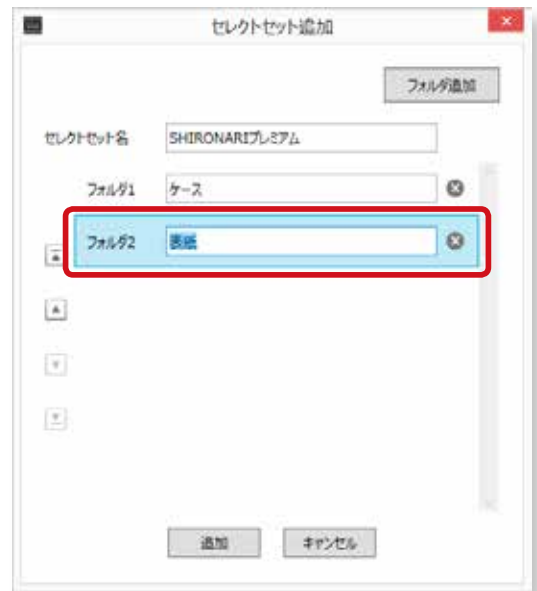 セレクトセット追加
フォルダ追加
セレクトセット名 SHIRONARIプレミアム
フォルダ1 ケース
フォルダ2 表紙
追加 キャンセル